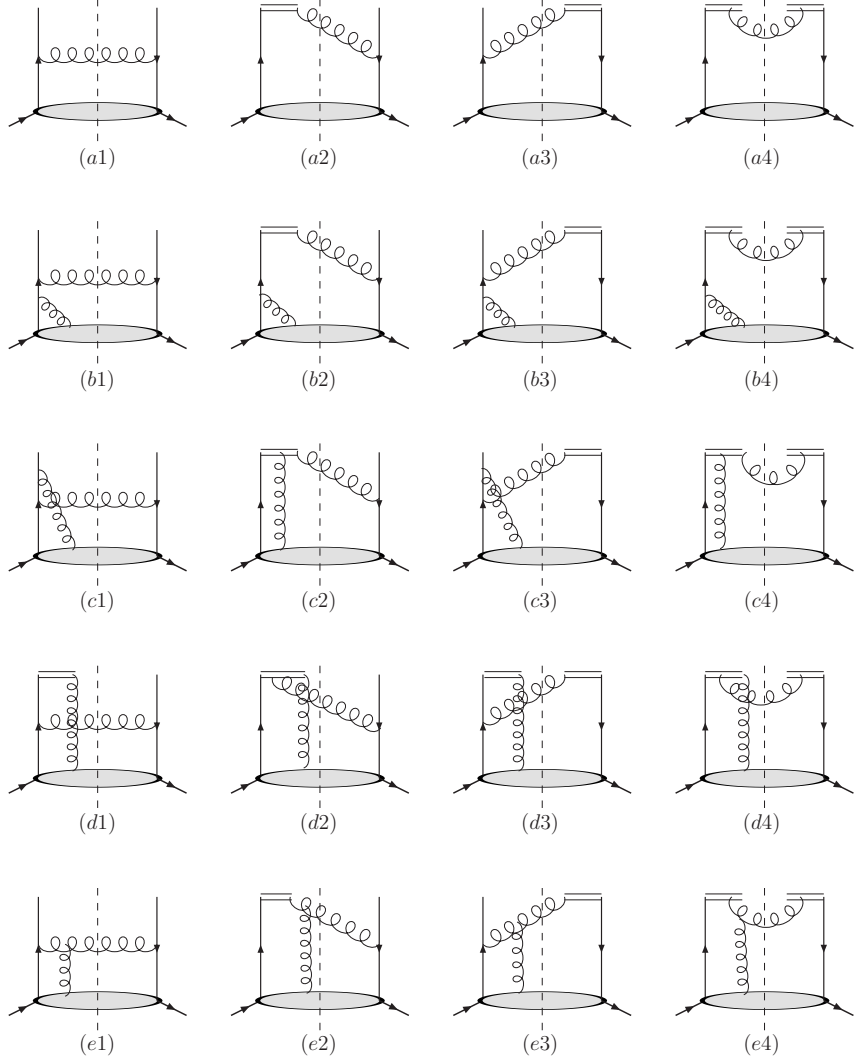 (a1) (a2) (a3) (a4)
(b1) (b2) (b3) (b4)
(c1) (c2) (c3) (c4)
(d1) (d2) (d3) (d4)
(e1) (e2) (e3) (e4)